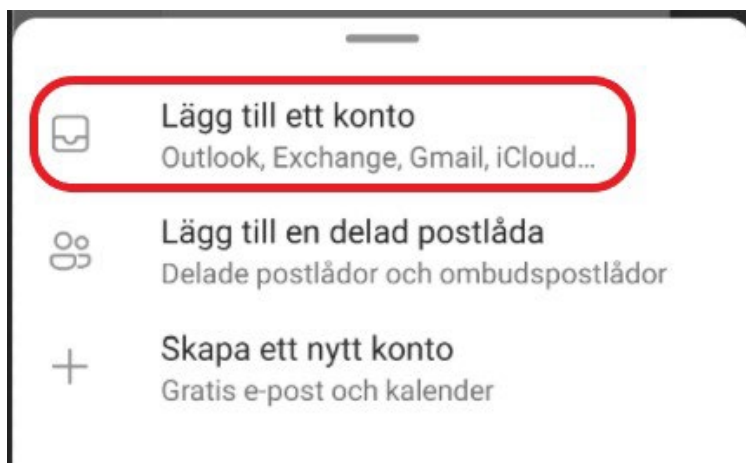 Lägg till ett konto
Outlook, Exchange, Gmail, iCloud...
Lägg till en delad postlåda
Delade postlådor och ombudspostlådor
Skapa ett nytt konto
Gratis e-post och kalender